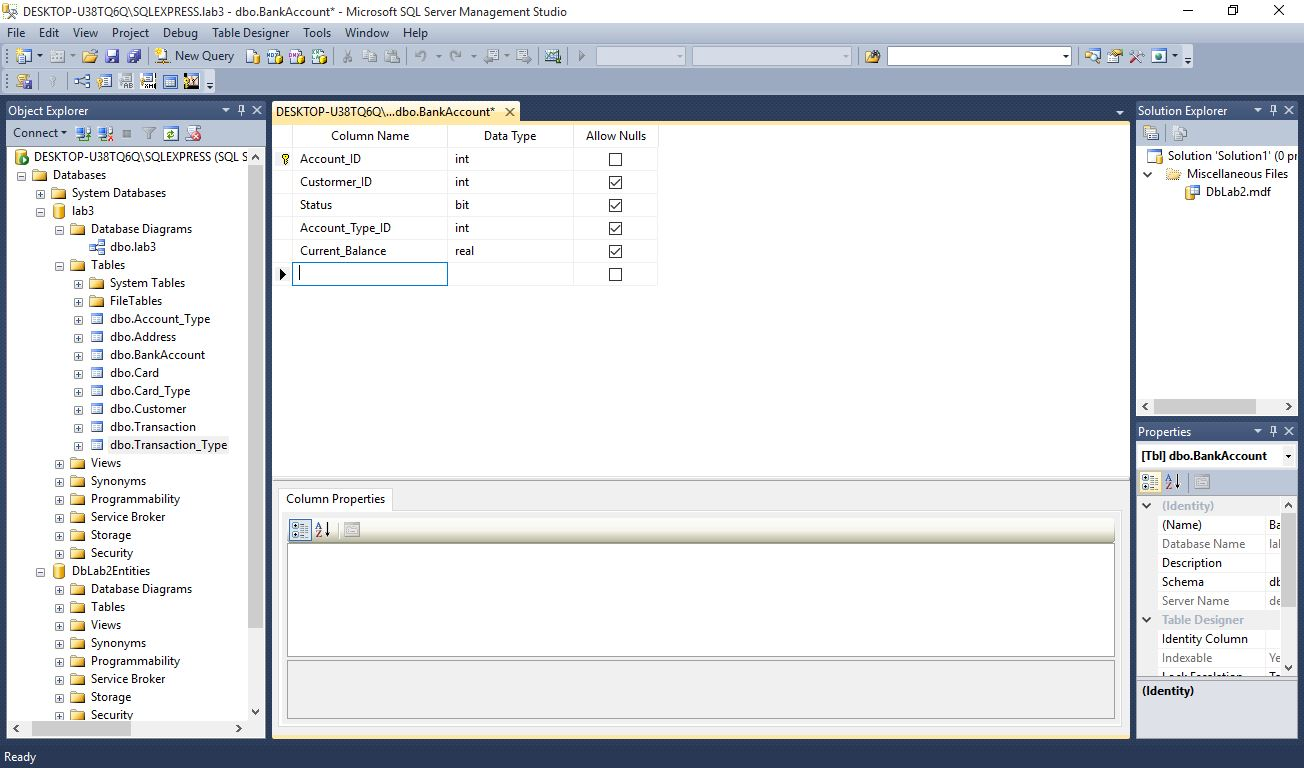 DESKTOP-U38TQ6Q\SQLEXPRESS.lab3 - dbo.BankAccount* - Microsoft SQL Server Management Studio
File Edit View Project Debug Table Designer Tools Window Help
New Query
Object Explorer
Connect
DESKTOP-U38TQ6Q\SQLEXPRESS (SQL S
Databases
System Databases
lab3
Database Diagrams
dbo.lab3
Tables
System Tables
FileTables
dbo.Account_Type
dbo.Address
dbo.BankAccount
dbo.Card
dbo.Card_Type
dbo.Customer
dbo.Transaction
dbo.Transaction_Type
Views
Synonyms
Programmability
Service Broker
Storage
Security
DbLab2Entities
Database Diagrams
Tables
Views
Synonyms
Programmability
Service Broker
Storage
Security
DESKTOP-U38TQ6Q\...dbo.BankAccount*
Column Name Data Type Allow Nulls
Account_ID int
Custormer_ID int
Status bit
Account_Type_ID int
Current_Balance real
Column Properties
Solution Explorer
Solution 'Solution1' (0 pr
Miscellaneous Files
DbLab2.mdf
Properties
[Tbl] dbo.BankAccount
(Identity)
(Name) Ba
Database Name lal
Description
Schema db
Server Name de
Table Designer
Identity Column
Indexable Ye
(Identity)
Ready